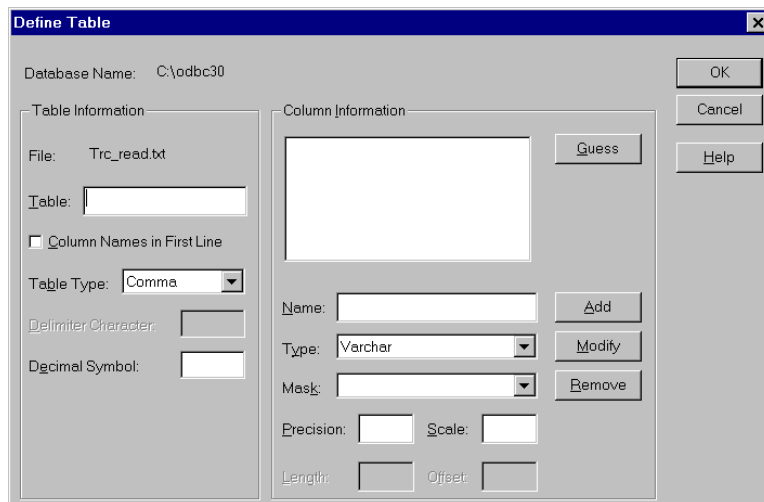 Define Table
Database Name: C:\odbc30
OK
Cancel
Help
Table Information
File: Trc_read.txt
Table:
Column Names in First Line
Table Type: Comma
Delimiter Character:
Decimal Symbol:
Column Information
Guess
Name:
Add
Type: Varchar
Modify
Mask:
Remove
Precision: Scale:
Length: Offset: